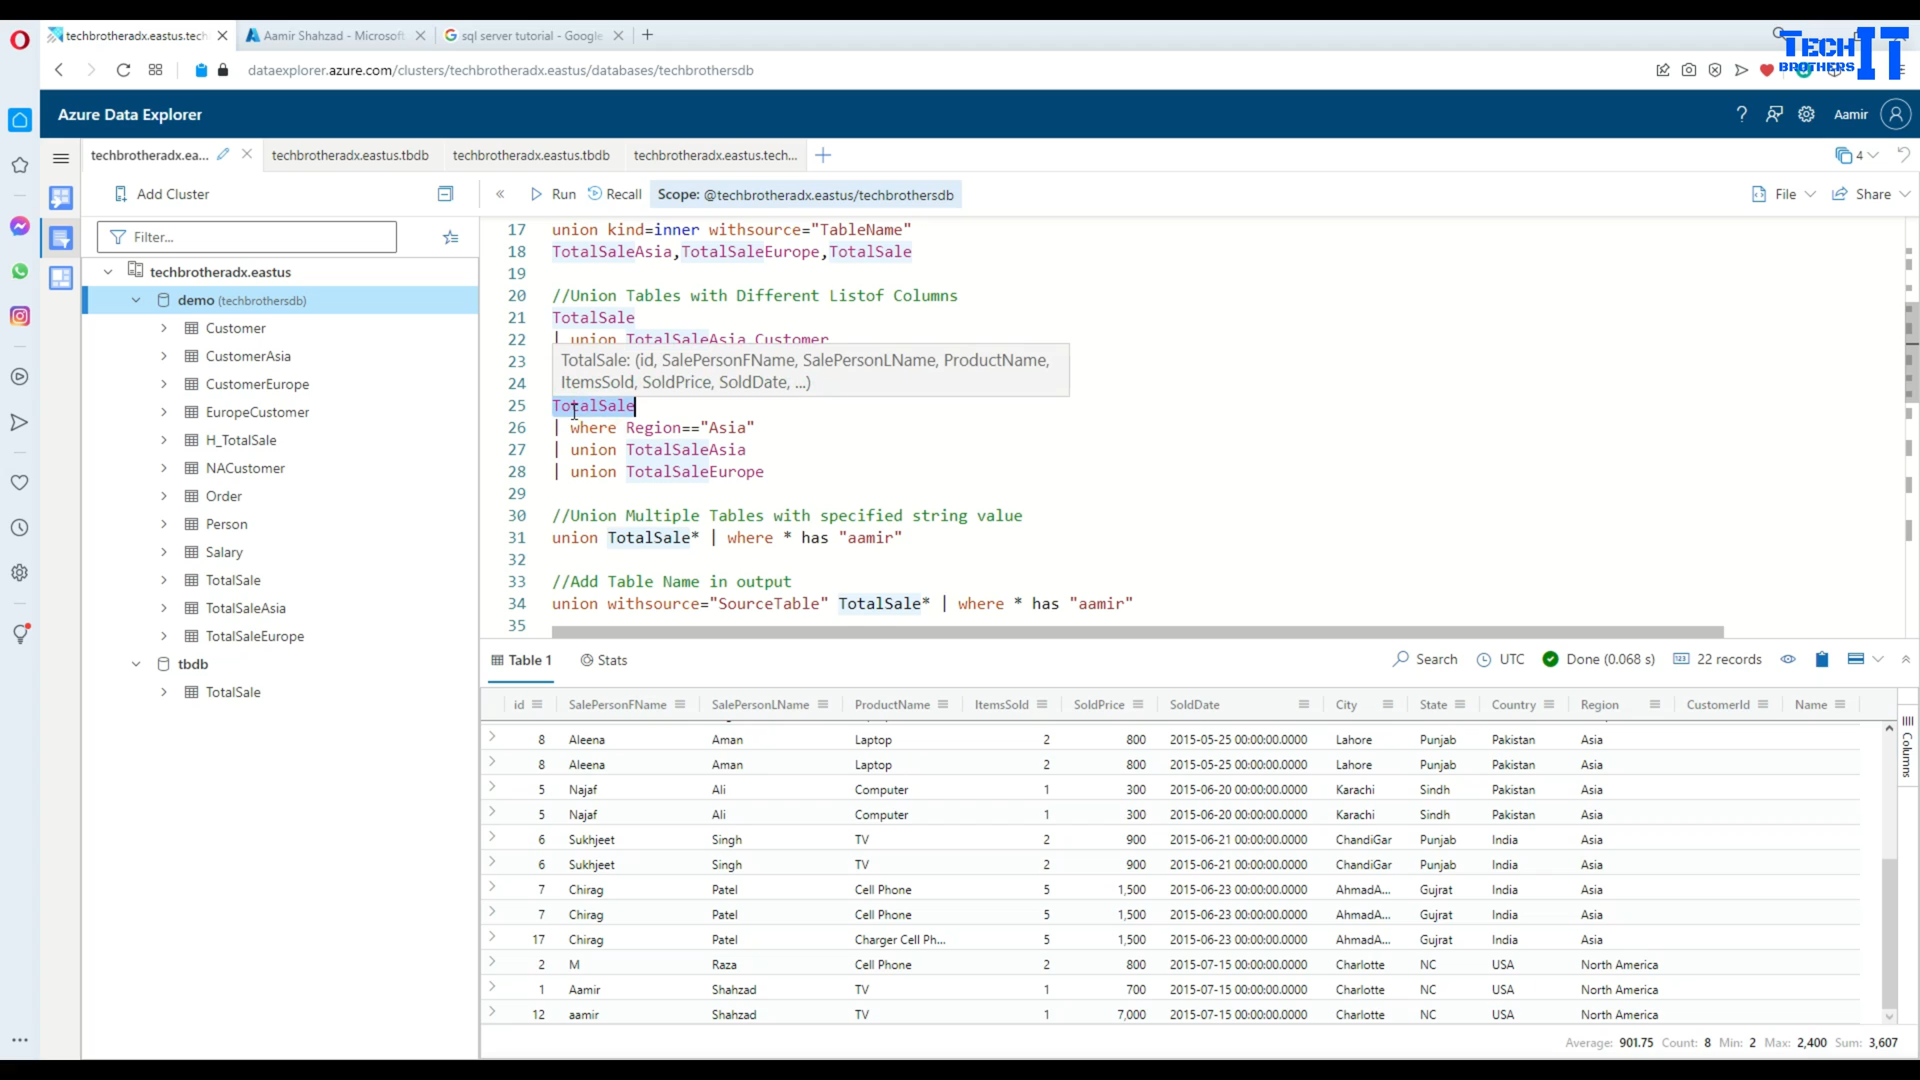 techbrotheradx.eastus.tech
Aamir Shahzad - Microsoft
sql server tutorial - Google
TECH IT
BROTHERS
dataexplorer.azure.com/clusters/techbrotheradx.eastus/databases/techbrothersdb
Azure Data Explorer
Aamir
techbrotheradx.ea...
techbrotheradx.eastus.tbdb
techbrotheradx.eastus.tbdb
techbrotheradx.eastus.tech...
4
Add Cluster
Run
Recall
Scope: @techbrotheradx.eastus/techbrothersdb
File
Share
Filter...
techbrotheradx.eastus
demo (techbrothersdb)
Customer
CustomerAsia
CustomerEurope
EuropeCustomer
H_TotalSale
NACustomer
Order
Person
Salary
TotalSale
TotalSaleAsia
TotalSaleEurope
tbdb
TotalSale
17 union kind=inner withsource="TableName"
18 TotalSaleAsia,TotalSaleEurope,TotalSale
19
20 //Union Tables with Different Listof Columns
21 TotalSale
22 | union TotalSaleAsia,Customer
23
24
TotalSale: (id, SalePersonFName, SalePersonLName, ProductName,
ItemsSold, SoldPrice, SoldDate, ...)
25 TotalSale
26 | where Region=="Asia"
27 | union TotalSaleAsia
28 | union TotalSaleEurope
29
30 //Union Multiple Tables with specified string value
31 union TotalSale* | where * has "aamir"
32
33 //Add Table Name in output
34 union withsource="SourceTable" TotalSale* | where * has "aamir"
35
Table 1
Stats
Search
UTC
Done (0.068 s)
22 records
id SalePersonFName SalePersonLName ProductName ItemsSold SoldPrice SoldDate City State Country Region CustomerId Name
8 Aleena Aman Laptop 2 800 2015-05-25 00:00:00.0000 Lahore Punjab Pakistan Asia
8 Aleena Aman Laptop 2 800 2015-05-25 00:00:00.0000 Lahore Punjab Pakistan Asia
5 Najaf Ali Computer 1 300 2015-06-20 00:00:00.0000 Karachi Sindh Pakistan Asia
5 Najaf Ali Computer 1 300 2015-06-20 00:00:00.0000 Karachi Sindh Pakistan Asia
6 Sukhjeet Singh TV 2 900 2015-06-21 00:00:00.0000 ChandiGar Punjab India Asia
6 Sukhjeet Singh TV 2 900 2015-06-21 00:00:00.0000 ChandiGar Punjab India Asia
7 Chirag Patel Cell Phone 5 1,500 2015-06-23 00:00:00.0000 AhmadA... Gujrat India Asia
7 Chirag Patel Cell Phone 5 1,500 2015-06-23 00:00:00.0000 AhmadA... Gujrat India Asia
17 Chirag Patel Charger Cell Ph... 5 1,500 2015-06-23 00:00:00.0000 AhmadA... Gujrat India Asia
2 M Raza Cell Phone 2 800 2015-07-15 00:00:00.0000 Charlotte NC USA North America
1 Aamir Shahzad TV 1 700 2015-07-15 00:00:00.0000 Charlotte NC USA North America
12 aamir Shahzad TV 1 7,000 2015-07-15 00:00:00.0000 Charlotte NC USA North America
Columns
Average: 901.75 Count: 8 Min: 2 Max: 2,400 Sum: 3,607